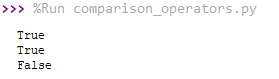 >>> %Run comparison_operators.py
True
True
False